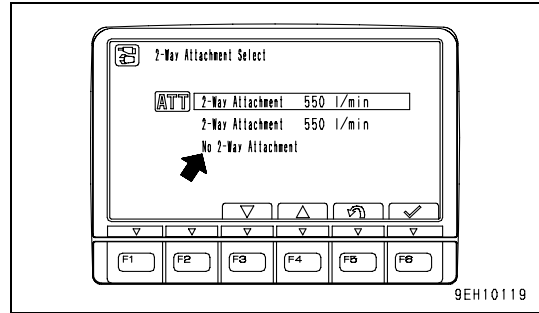 2-Way Attachment Select
ATT 2-Way Attachment 550 l/min
2-Way Attachment 550 l/min
No 2-Way Attachment
F1 F2 F3 F4 F5 F6
9EH10119